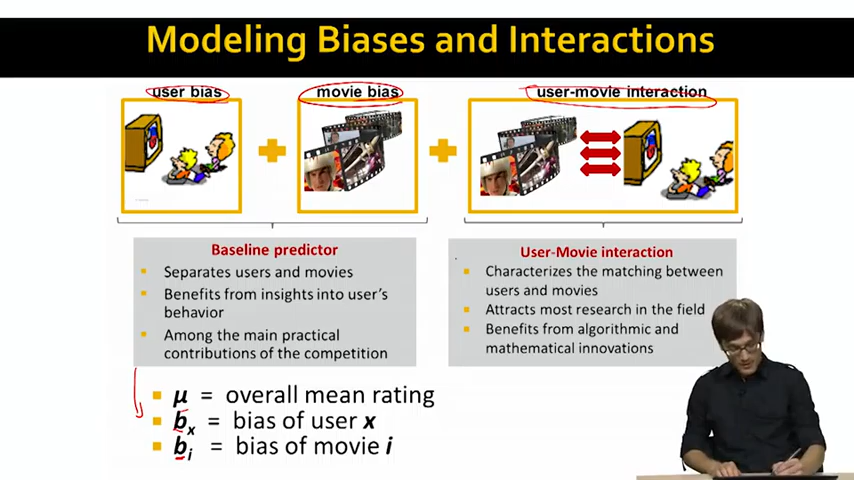 Modeling Biases and Interactions
user bias
movie bias
user-movie interaction
Baseline predictor
Separates users and movies
Benefits from insights into user's
behavior
Among the main practical
contributions of the competition
User-Movie interaction
Characterizes the matching between
users and movies
Attracts most research in the field
Benefits from algorithmic and
mathematical innovations
μ = overall mean rating
bx = bias of user x
bi = bias of movie i